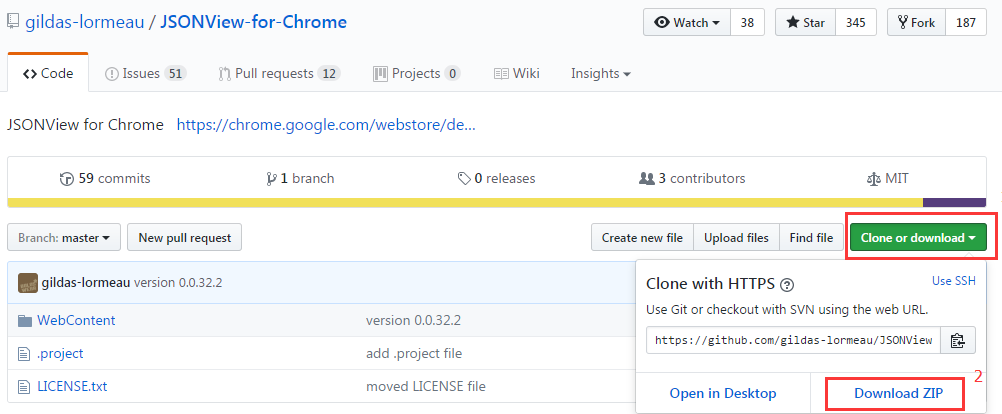 gildas-lormeau / JSONView-for-Chrome
Watch 38 Star 345 Fork 187
Code Issues 51 Pull requests 12 Projects 0 Wiki Insights
JSONView for Chrome https://chrome.google.com/webstore/de...
59 commits 1 branch 0 releases 3 contributors MIT
Branch: master New pull request Create new file Upload files Find file Clone or download
gildas-lormeau version 0.0.32.2
WebContent version 0.0.32.2
.project add .project file
LICENSE.txt moved LICENSE file
Clone with HTTPS ? Use SSH
Use Git or checkout with SVN using the web URL.
https://github.com/gildas-lormeau/JSONView
2
Open in Desktop Download ZIP